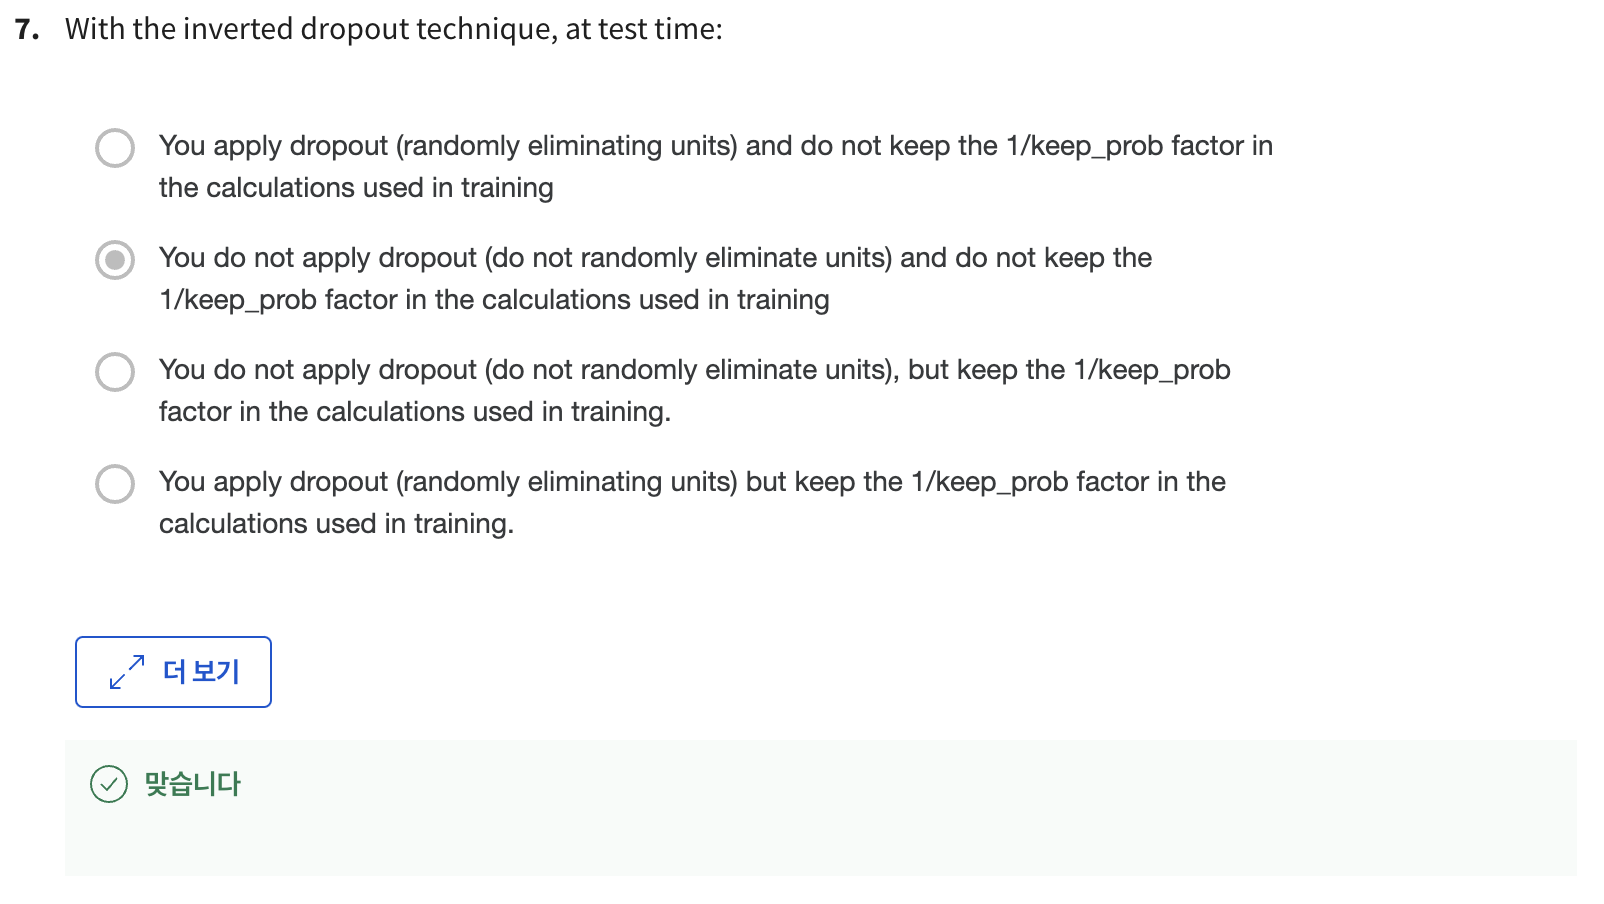 7. With the inverted dropout technique, at test time:
You apply dropout (randomly eliminating units) and do not keep the 1/keep_prob factor in
the calculations used in training
You do not apply dropout (do not randomly eliminate units) and do not keep the
1/keep_prob factor in the calculations used in training
You do not apply dropout (do not randomly eliminate units), but keep the 1/keep_prob
factor in the calculations used in training.
You apply dropout (randomly eliminating units) but keep the 1/keep_prob factor in the
calculations used in training.
더 보기
맞습니다